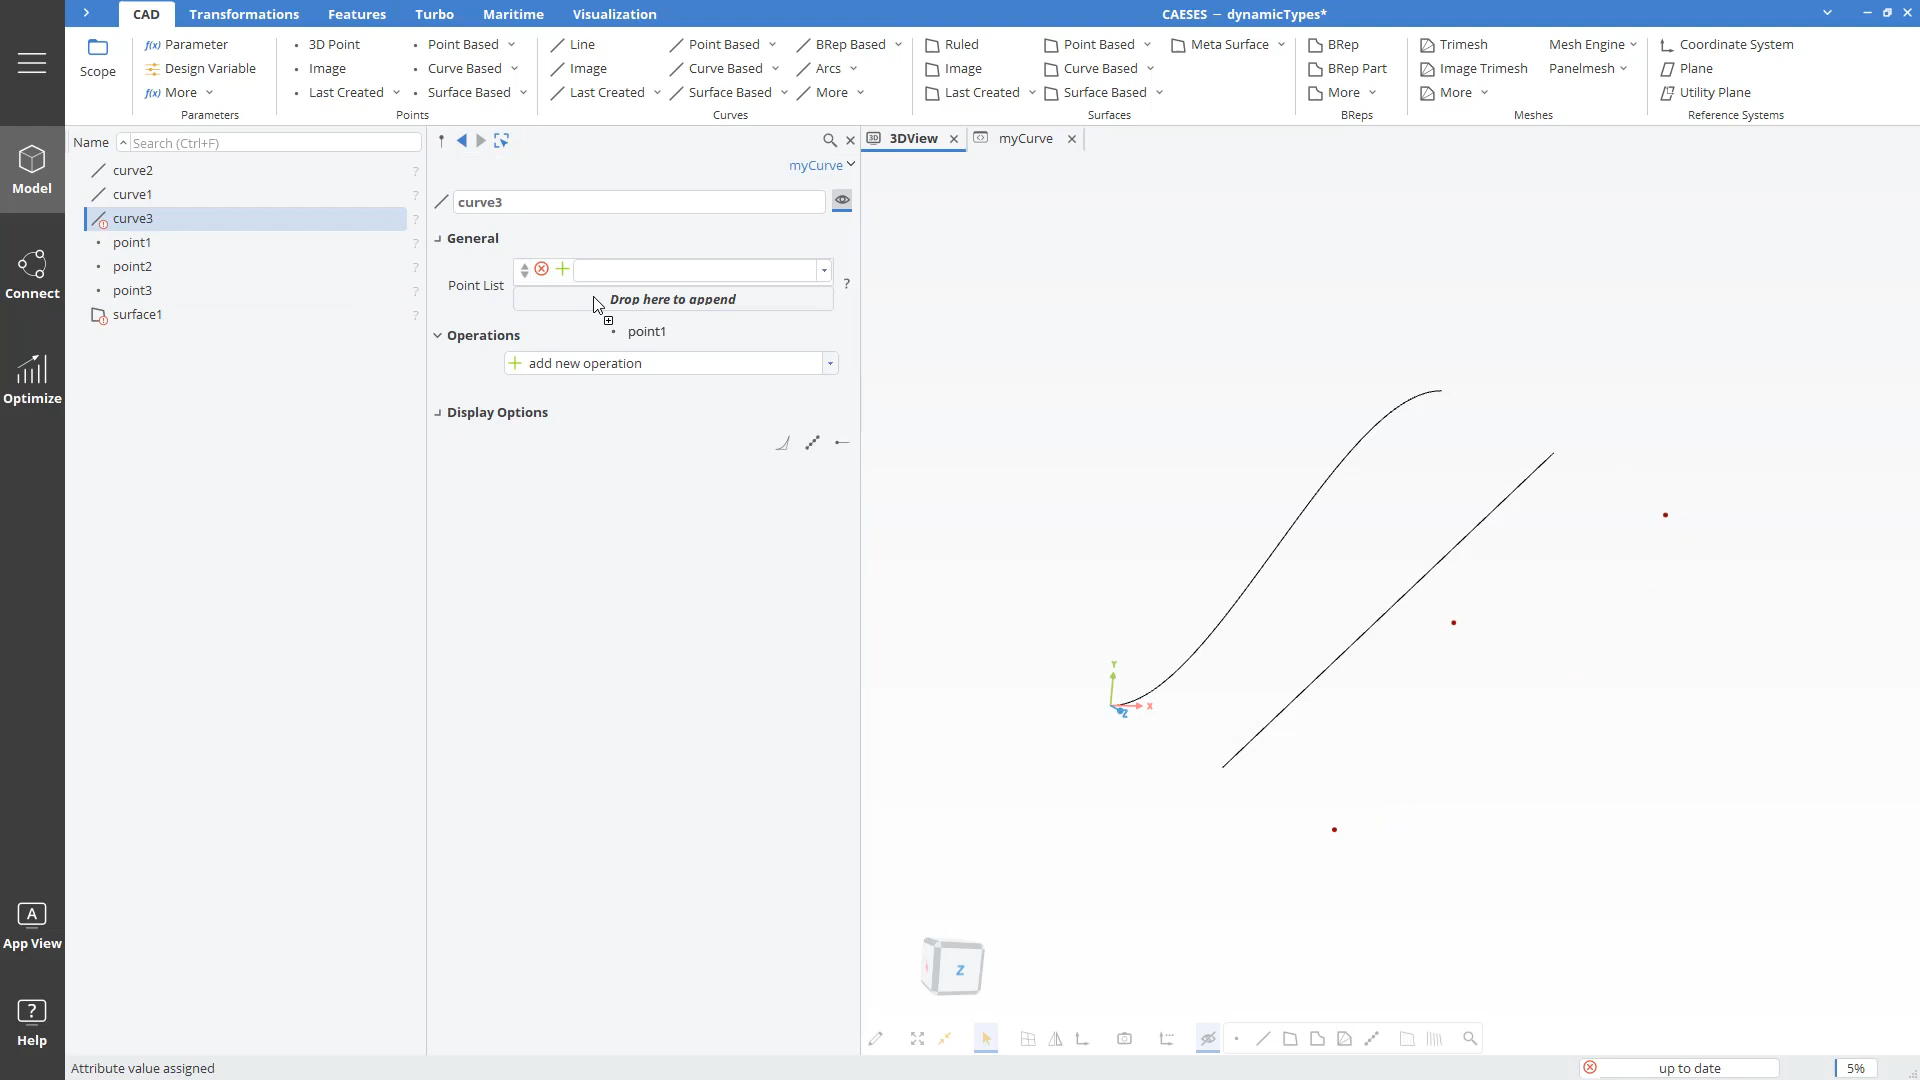 CAD Transformations Features Turbo Maritime Visualization CAESES — dynamicTypes*
Scope
f(x) Parameter
Design Variable
f(x) More
Parameters
3D Point
Image
Last Created
Point Based
Curve Based
Surface Based
Points
Line
Image
Last Created
Point Based
Curve Based
Surface Based
BRep Based
Arcs
More
Curves
Ruled
Image
Last Created
Point Based
Curve Based
Surface Based
Meta Surface
Surfaces
BRep
BRep Part
More
BReps
Trimesh
Image Trimesh
More
Mesh Engine
Panelmesh
Meshes
Coordinate System
Plane
Utility Plane
Reference Systems
Model
Connect
Optimize
A
App View
?
Help
Name Search (Ctrl+F)
curve2 ?
curve1 ?
curve3 ?
point1 ?
point2 ?
point3 ?
surface1 ?
myCurve
curve3
General
Point List ?
Drop here to append
point1
Operations
add new operation
Display Options
3D 3DView myCurve
Y
X
Z
Z
Attribute value assigned up to date 5%